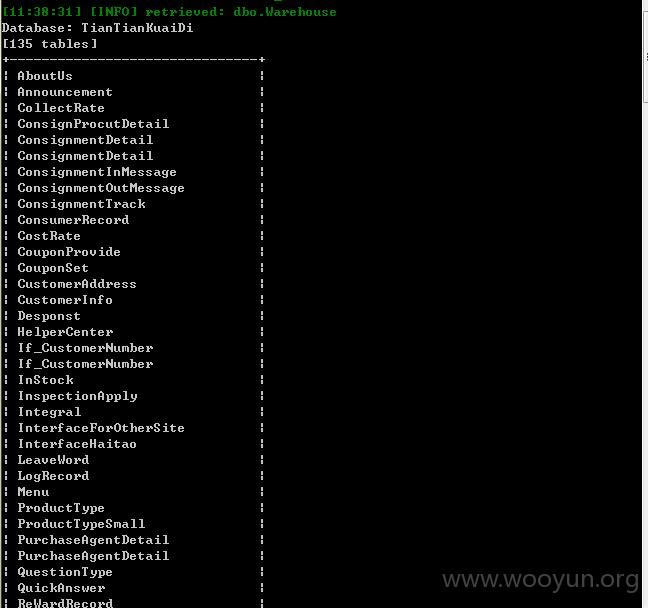 [11:38:31] [INFO] retrieved: dbo.Warehouse
Database: TianTianKuaiDi
[135 tables]
+-------------------------------+
| AboutUs |
| Announcement |
| CollectRate |
| ConsignProcutDetail |
| ConsignmentDetail |
| ConsignmentDetail |
| ConsignmentInMessage |
| ConsignmentOutMessage |
| ConsignmentTrack |
| ConsumerRecord |
| CostRate |
| CouponProvide |
| CouponSet |
| CustomerAddress |
| CustomerInfo |
| Desponst |
| HelperCenter |
| If_CustomerNumber |
| If_CustomerNumber |
| InStock |
| InspectionApply |
| Integral |
| InterfaceForOtherSite |
| InterfaceHaitao |
| LeaveWord |
| LogRecord |
| Menu |
| ProductType |
| ProductTypeSmall |
| PurchaseAgentDetail |
| PurchaseAgentDetail |
| QuestionType |
| QuickAnswer |
| ReWardRecord |
www.wooyun.org